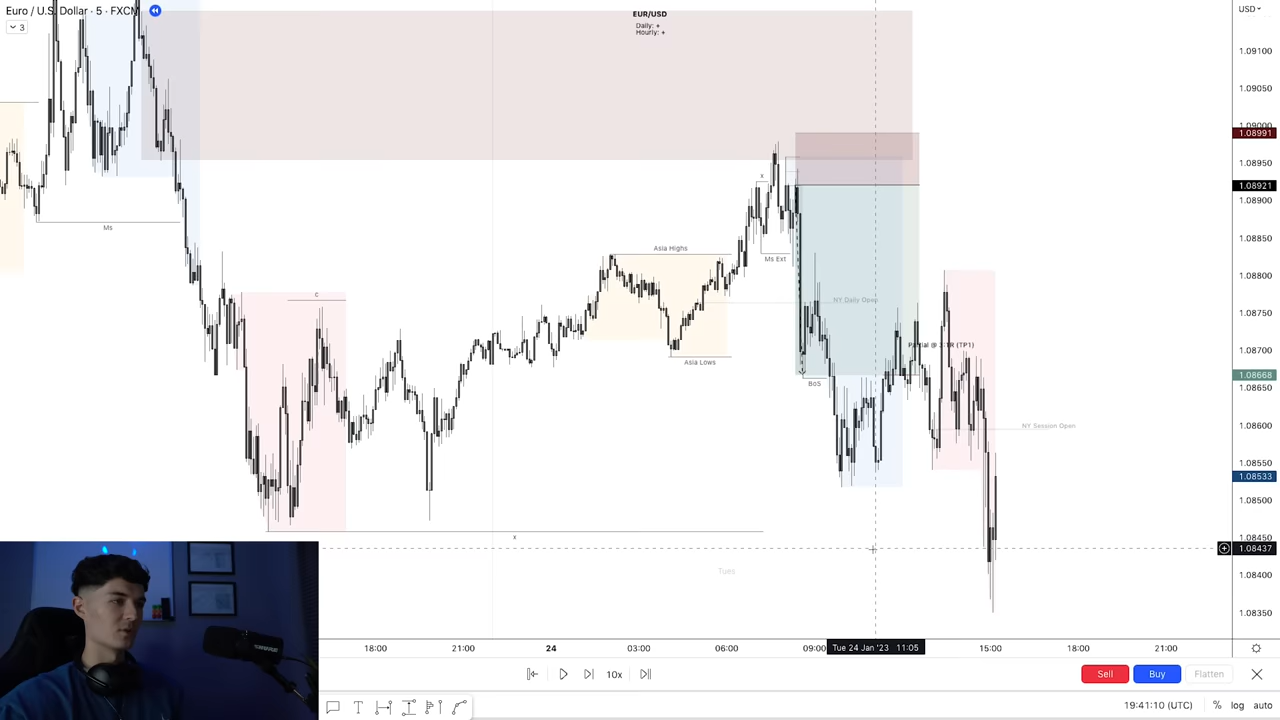 Euro / U.S. Dollar · 5 · FXCM
3
EUR/USD
Daily: +
Hourly: +
USD
1.09100
1.09050
1.09000
1.08991
1.08950
1.08921
1.08900
1.08850
1.08800
1.08750
1.08700
1.08668
1.08650
1.08600
1.08550
1.08533
1.08500
1.08450
1.08437
1.08400
1.08350
Ms
c
x
Asia Highs
Asia Lows
x
Ms Ext
NY Daily Open
BoS
(TP1)
NY Session Open
Tues
18:00
21:00
24
03:00
06:00
09:00
Tue 24 Jan '23 11:05
15:00
18:00
21:00
10x
Sell
Buy
Flatten
19:41:10 (UTC)
%
log
auto